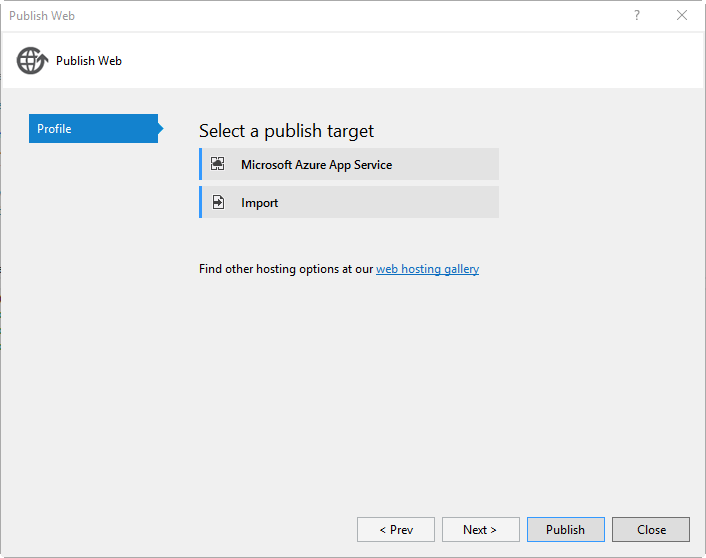 Publish Web
?
Publish Web
Profile
Select a publish target
Microsoft Azure App Service
Import
Find other hosting options at our web hosting gallery
< Prev
Next >
Publish
Close